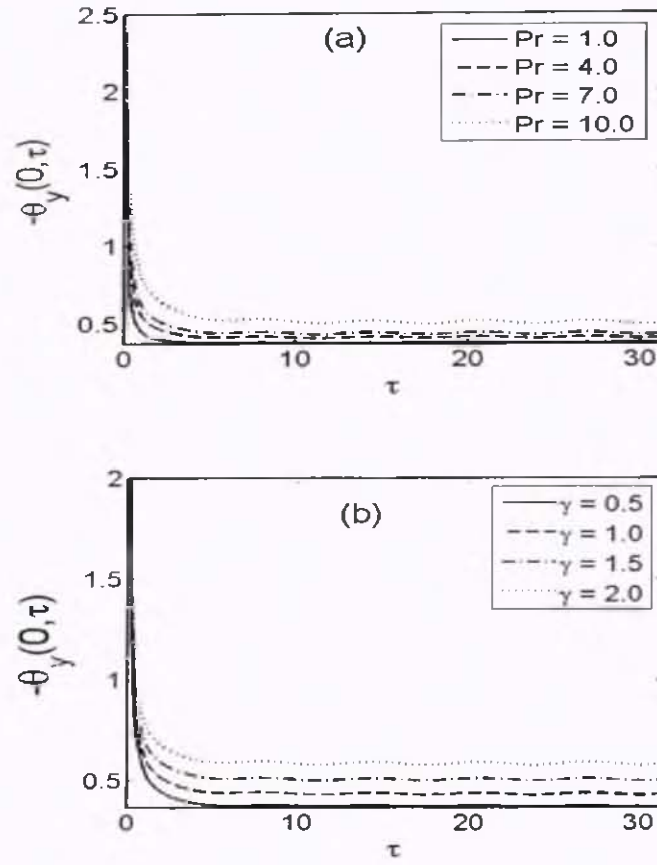 2.5
(a)
Pr = 1.0
Pr = 4.0
Pr = 7.0
Pr = 10.0
2
1.5
1
0.5
-θy(0,τ)
0 10 20 30
τ
2
(b)
γ = 0.5
γ = 1.0
γ = 1.5
γ = 2.0
1.5
1
0.5
-θy(0,τ)
0 10 20 30
τ